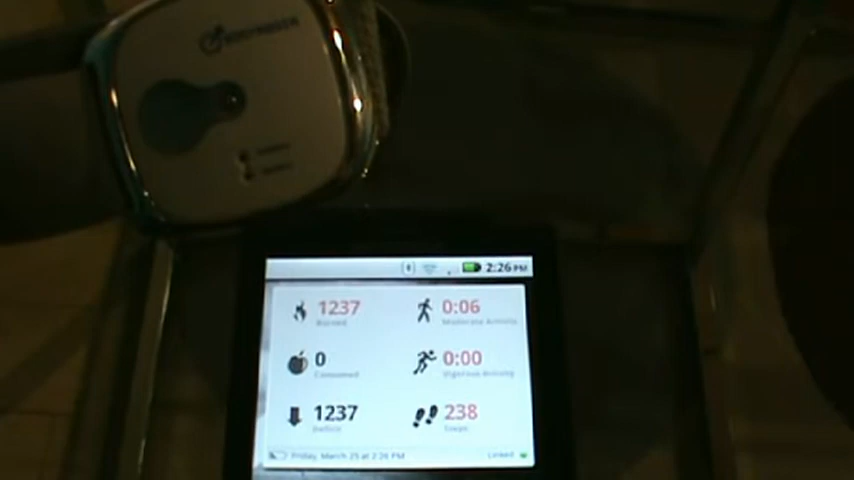 2:26 PM
1237 0:06
Burned Moderate Activity
0 0:00
Consumed Vigorous Activity
1237 238
Deficit Steps
Friday, March 25 at 2:26 PM Linked